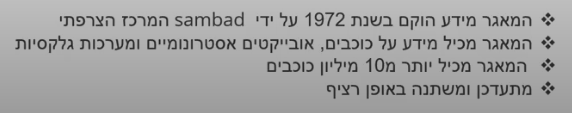 ❖ המאגר מידע הוקם בשנת 1972 על ידי sambad המרכז הצרפתי
❖ המאגר מכיל מידע על כוכבים, אובייקטים אסטרונומיים ומערכות גלקסיות
❖ המאגר מכיל יותר מ10 מיליון כוכבים
❖ מתעדכן ומשתנה באופן רציף